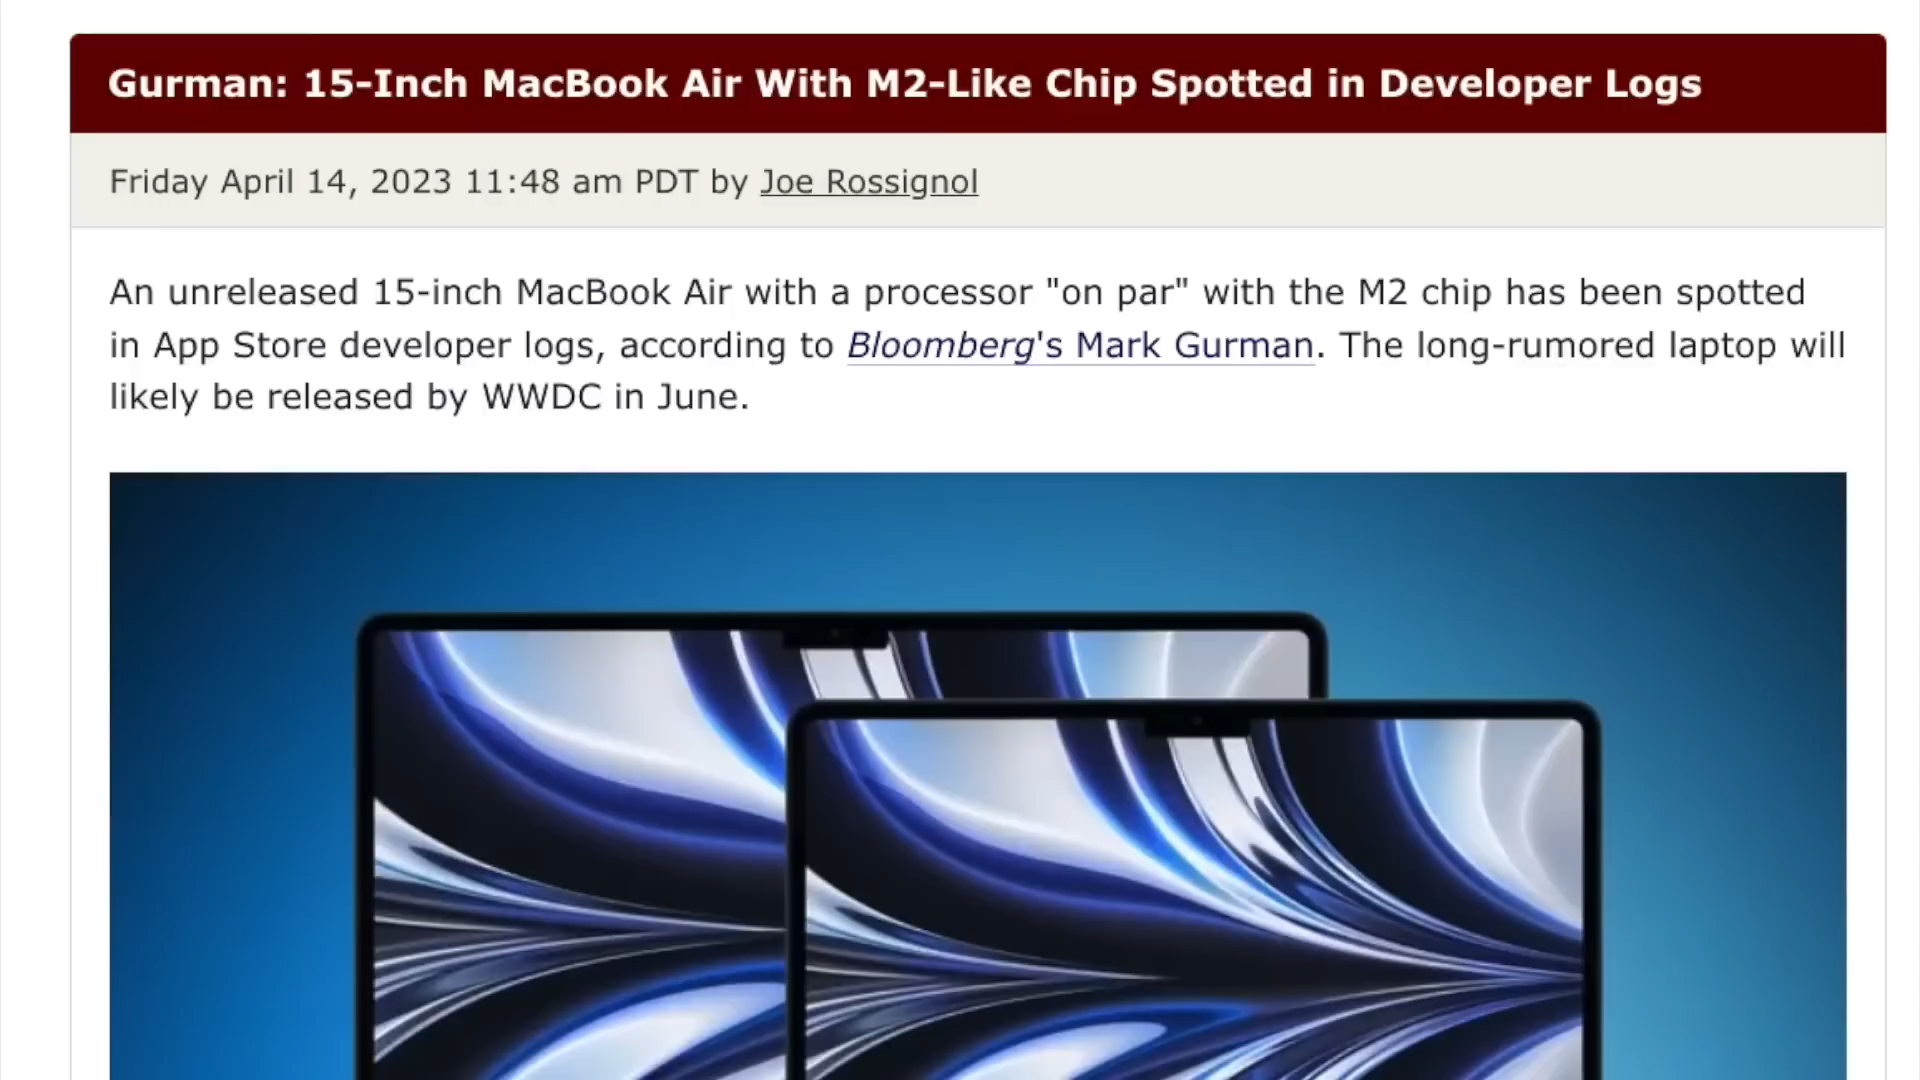 Gurman: 15-Inch MacBook Air With M2-Like Chip Spotted in Developer Logs
Friday April 14, 2023 11:48 am PDT by Joe Rossignol
An unreleased 15-inch MacBook Air with a processor "on par" with the M2 chip has been spotted
in App Store developer logs, according to Bloomberg's Mark Gurman. The long-rumored laptop will
likely be released by WWDC in June.